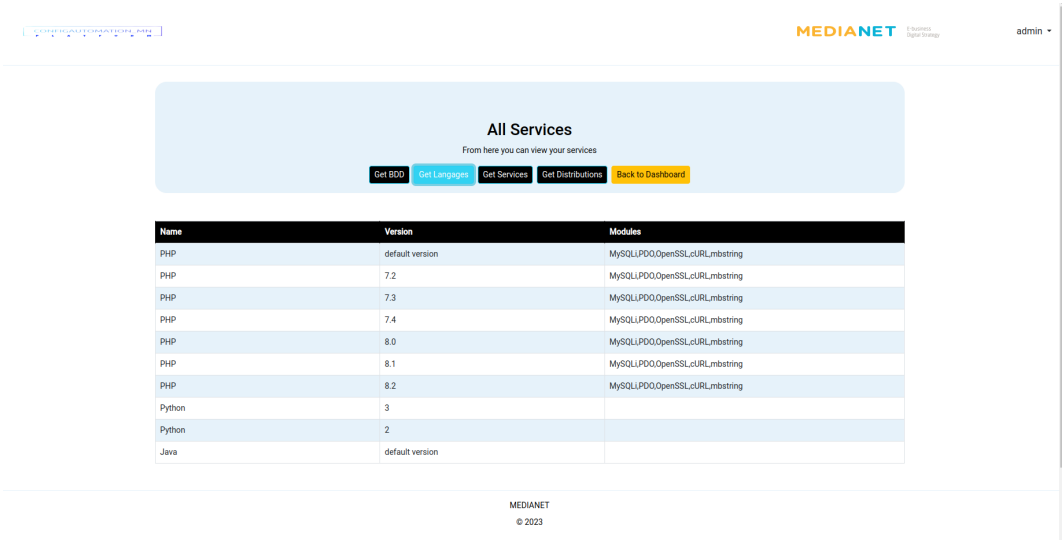 CONFIGAUTOMATION_MN
MEDIANET E-business
Digital Strategy
admin
All Services
From here you can view your services
Get BDD Get Langages Get Services Get Distributions Back to Dashboard
Name Version Modules
PHP default version MySQLi,PDO,OpenSSL,cURL,mbstring
PHP 7.2 MySQLi,PDO,OpenSSL,cURL,mbstring
PHP 7.3 MySQLi,PDO,OpenSSL,cURL,mbstring
PHP 7.4 MySQLi,PDO,OpenSSL,cURL,mbstring
PHP 8.0 MySQLi,PDO,OpenSSL,cURL,mbstring
PHP 8.1 MySQLi,PDO,OpenSSL,cURL,mbstring
PHP 8.2 MySQLi,PDO,OpenSSL,cURL,mbstring
Python 3
Python 2
Java default version
MEDIANET
© 2023